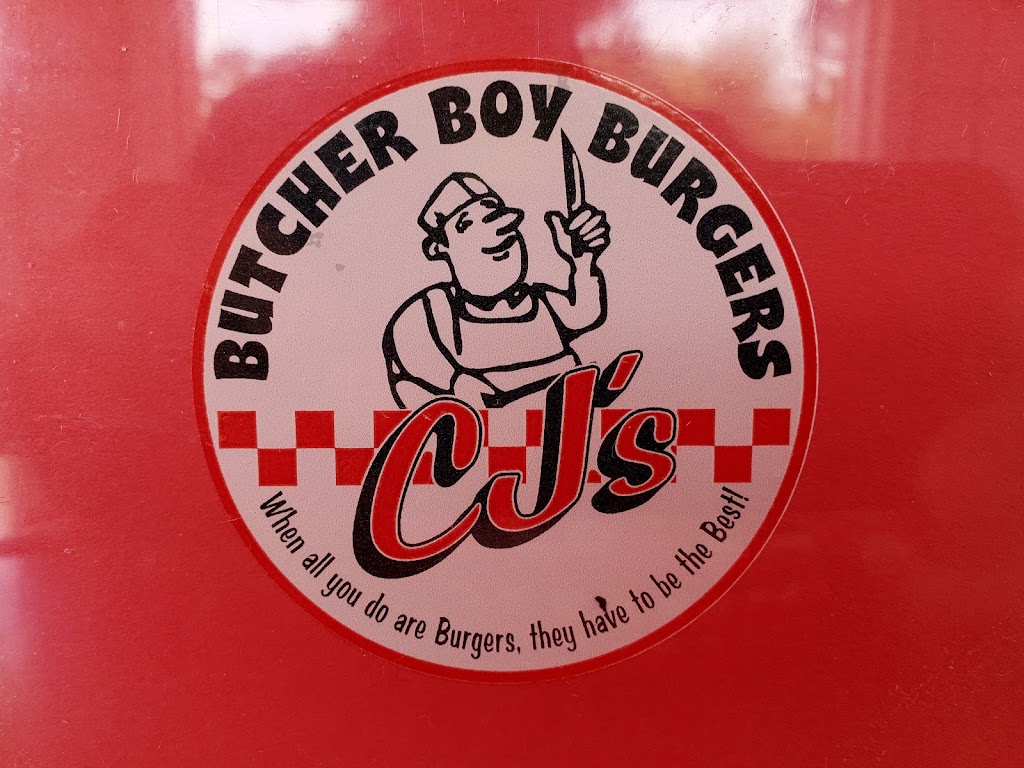 BUTCHER BOY BURGERS
CJ's
When all you do are Burgers, they have to be the Best!